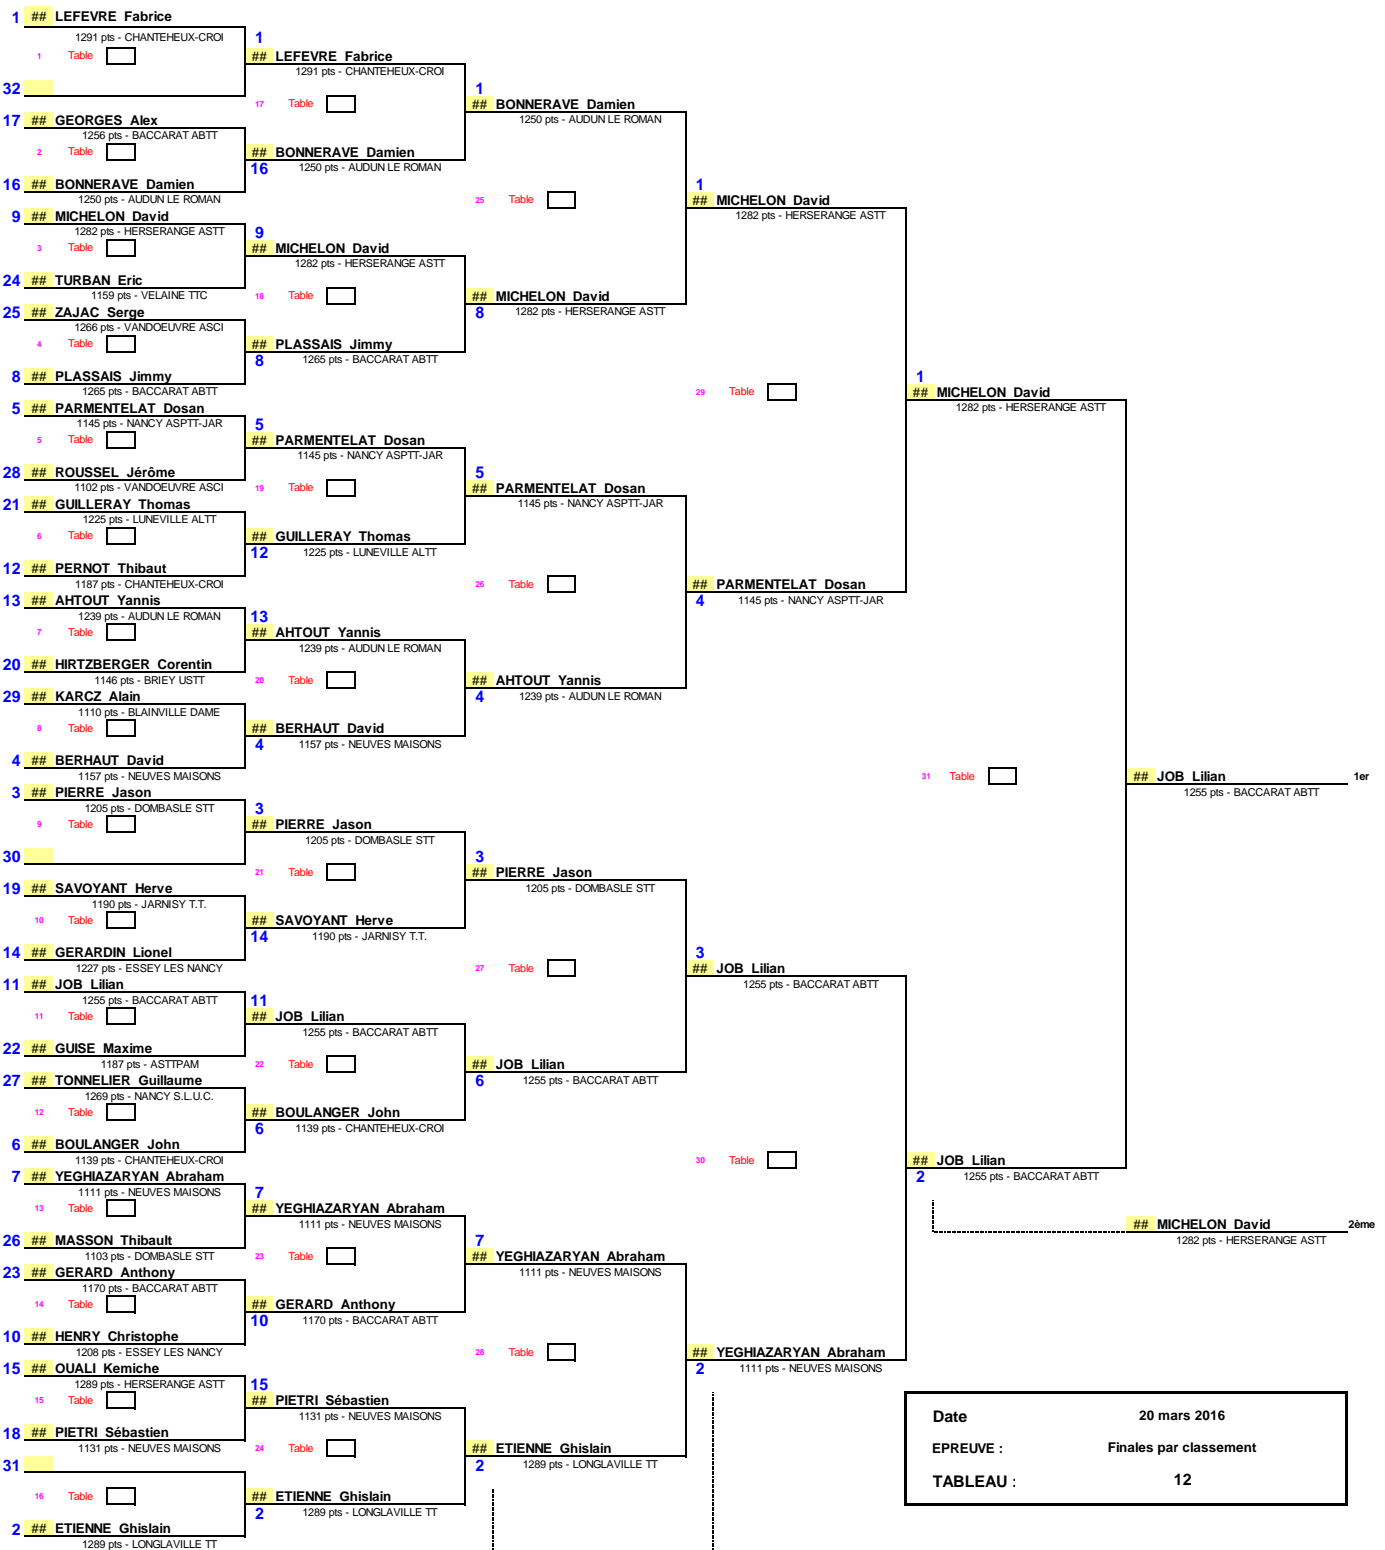 1 ## LEFEVRE Fabrice
1291 pts - CHANTEHEUX-CROI
1 Table
32
17 ## GEORGES Alex
1256 pts - BACCARAT ABTT
2 Table
16 ## BONNERAVE Damien
1250 pts - AUDUN LE ROMAN
9 ## MICHELON David
1282 pts - HERSERANGE ASTT
3 Table
24 ## TURBAN Eric
1159 pts - VELAINE TTC
25 ## ZAJAC Serge
1266 pts - VANDOEUVRE ASCI
4 Table
8 ## PLASSAIS Jimmy
1265 pts - BACCARAT ABTT
5 ## PARMENTELAT Dosan
1145 pts - NANCY ASPTT-JAR
5 Table
28 ## ROUSSEL Jérôme
1102 pts - VANDOEUVRE ASCI
21 ## GUILLERAY Thomas
1225 pts - LUNEVILLE ALTT
6 Table
12 ## PERNOT Thibaut
1187 pts - CHANTEHEUX-CROI
13 ## AHTOUT Yannis
1239 pts - AUDUN LE ROMAN
7 Table
20 ## HIRTZBERGER Corentin
1146 pts - BRIEY USTT
29 ## KARCZ Alain
1110 pts - BLAINVILLE DAME
8 Table
4 ## BERHAUT David
1157 pts - NEUVES MAISONS
3 ## PIERRE Jason
1205 pts - DOMBASLE STT
9 Table
30
19 ## SAVOYANT Herve
1190 pts - JARNISY T.T.
10 Table
14 ## GERARDIN Lionel
1227 pts - ESSEY LES NANCY
11 ## JOB Lilian
1255 pts - BACCARAT ABTT
11 Table
22 ## GUISE Maxime
1187 pts - ASTTPAM
27 ## TONNELIER Guillaume
1269 pts - NANCY S.L.U.C.
12 Table
6 ## BOULANGER John
1139 pts - CHANTEHEUX-CROI
7 ## YEGHIAZARYAN Abraham
1111 pts - NEUVES MAISONS
13 Table
26 ## MASSON Thibault
1103 pts - DOMBASLE STT
23 ## GERARD Anthony
1170 pts - BACCARAT ABTT
14 Table
10 ## HENRY Christophe
1208 pts - ESSEY LES NANCY
15 ## OUALI Kemiche
1289 pts - HERSERANGE ASTT
15 Table
18 ## PIETRI Sébastien
1131 pts - NEUVES MAISONS
31
16 Table
2 ## ETIENNE Ghislain
1289 pts - LONGLAVILLE TT
1
## LEFEVRE Fabrice
1291 pts - CHANTEHEUX-CROI
17 Table
## BONNERAVE Damien
16 1250 pts - AUDUN LE ROMAN
9
## MICHELON David
1282 pts - HERSERANGE ASTT
18 Table
## PLASSAIS Jimmy
8 1265 pts - BACCARAT ABTT
5
## PARMENTELAT Dosan
1145 pts - NANCY ASPTT-JAR
19 Table
## GUILLERAY Thomas
12 1225 pts - LUNEVILLE ALTT
13
## AHTOUT Yannis
1239 pts - AUDUN LE ROMAN
20 Table
## BERHAUT David
4 1157 pts - NEUVES MAISONS
3
## PIERRE Jason
1205 pts - DOMBASLE STT
21 Table
## SAVOYANT Herve
14 1190 pts - JARNISY T.T.
11
## JOB Lilian
1255 pts - BACCARAT ABTT
22 Table
## BOULANGER John
6 1139 pts - CHANTEHEUX-CROI
7
## YEGHIAZARYAN Abraham
1111 pts - NEUVES MAISONS
23 Table
## GERARD Anthony
10 1170 pts - BACCARAT ABTT
15
## PIETRI Sébastien
1131 pts - NEUVES MAISONS
24 Table
## ETIENNE Ghislain
2 1289 pts - LONGLAVILLE TT
1
## BONNERAVE Damien
1250 pts - AUDUN LE ROMAN
25 Table
## MICHELON David
8 1282 pts - HERSERANGE ASTT
5
## PARMENTELAT Dosan
1145 pts - NANCY ASPTT-JAR
26 Table
## AHTOUT Yannis
4 1239 pts - AUDUN LE ROMAN
3
## PIERRE Jason
1205 pts - DOMBASLE STT
27 Table
## JOB Lilian
6 1255 pts - BACCARAT ABTT
7
## YEGHIAZARYAN Abraham
1111 pts - NEUVES MAISONS
28 Table
## ETIENNE Ghislain
2 1289 pts - LONGLAVILLE TT
1
## MICHELON David
1282 pts - HERSERANGE ASTT
29 Table
## PARMENTELAT Dosan
4 1145 pts - NANCY ASPTT-JAR
3
## JOB Lilian
1255 pts - BACCARAT ABTT
30 Table
## YEGHIAZARYAN Abraham
2 1111 pts - NEUVES MAISONS
1
## MICHELON David
1282 pts - HERSERANGE ASTT
31 Table
## JOB Lilian
2 1255 pts - BACCARAT ABTT
## JOB Lilian 1er
1255 pts - BACCARAT ABTT
## MICHELON David 2ème
1282 pts - HERSERANGE ASTT
Date 20 mars 2016
EPREUVE : Finales par classement
TABLEAU : 12